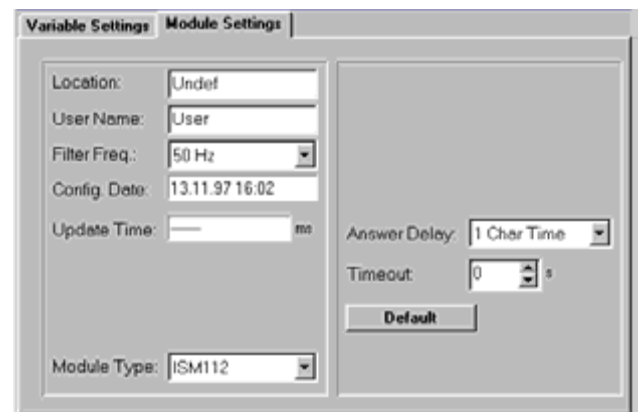 Variable Settings Module Settings
Location: Undef
User Name: User
Filter Freq.: 50 Hz
Config. Date: 13.11.97 16:02
Update Time: ---- ms
Module Type: ISM112
Answer Delay: 1 Char Time
Timeout: 0 s
Default